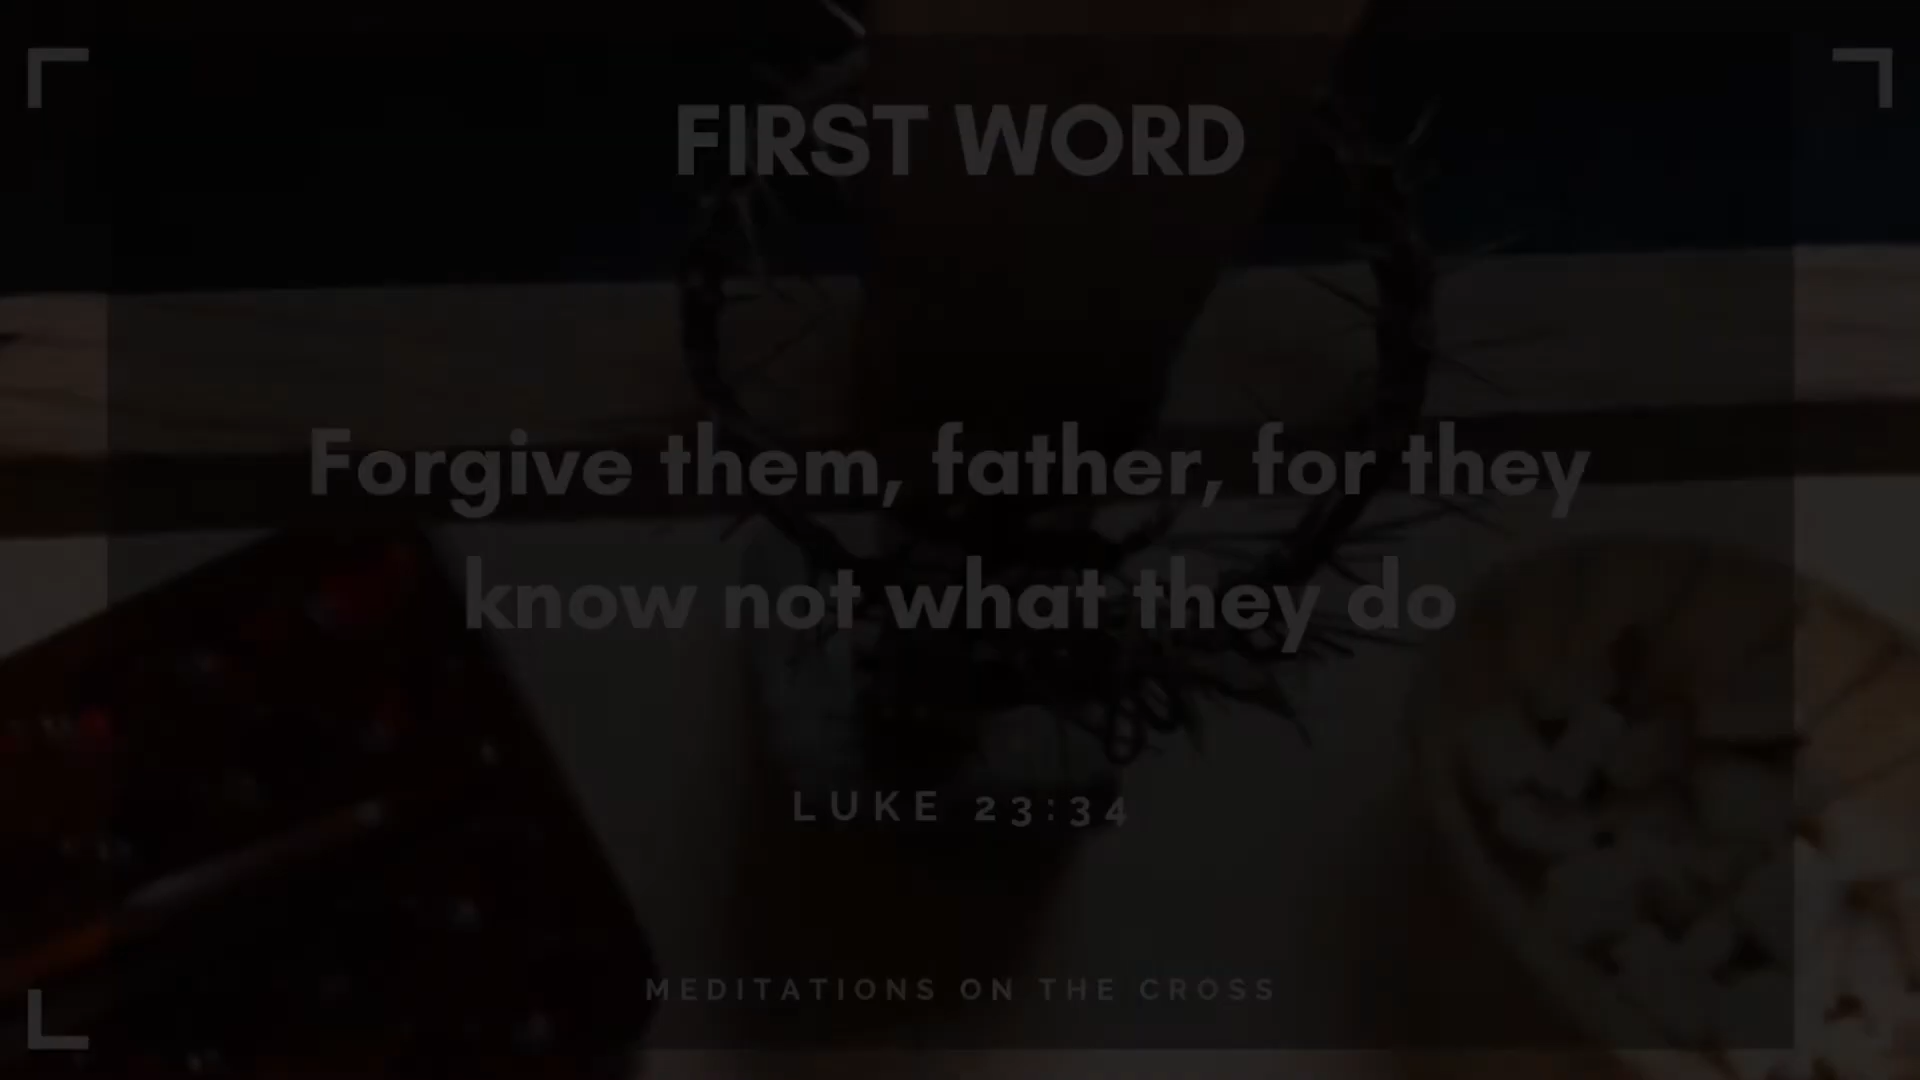 FIRST WORD
Forgive them, father, for they
know not what they do
LUKE 23:34
MEDITATIONS ON THE CROSS